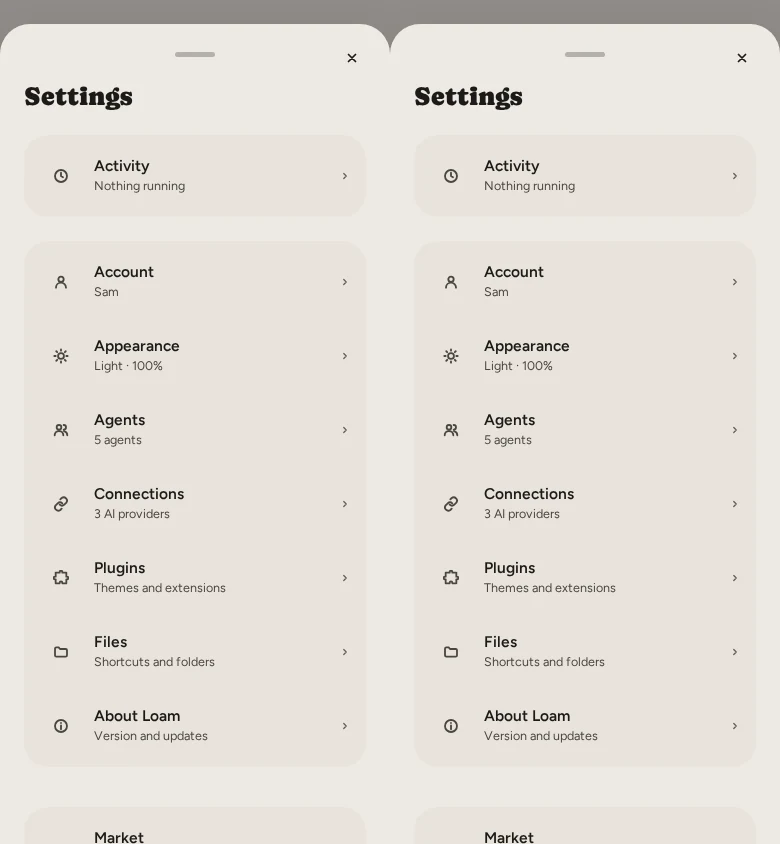 Settings
Activity
Nothing running
Account
Sam
Appearance
Light · 100%
Agents
5 agents
Connections
3 AI providers
Plugins
Themes and extensions
Files
Shortcuts and folders
About Loam
Version and updates
Market
Settings
Activity
Nothing running
Account
Sam
Appearance
Light · 100%
Agents
5 agents
Connections
3 AI providers
Plugins
Themes and extensions
Files
Shortcuts and folders
About Loam
Version and updates
Market